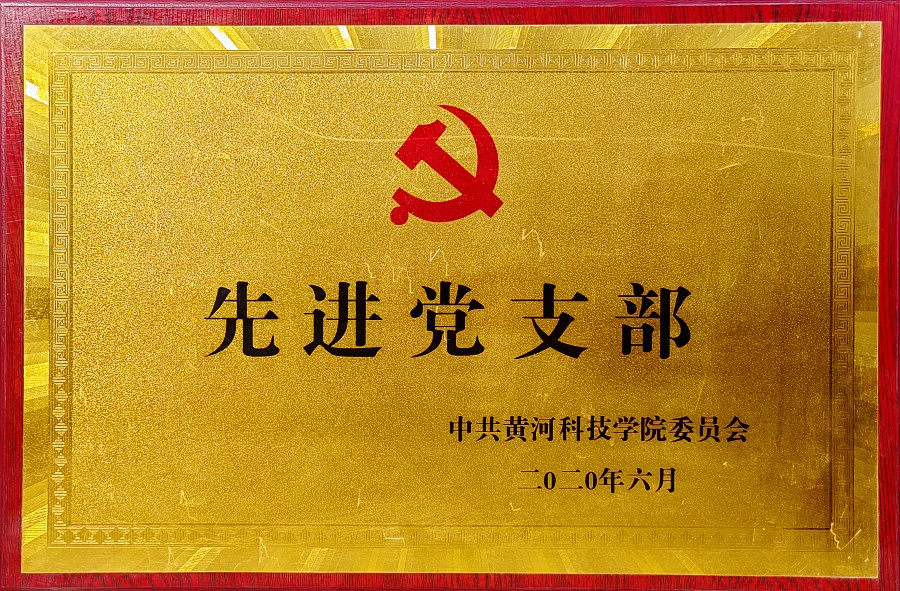 先进党支部
中共黄河科技学院委员会
二0二0年六月